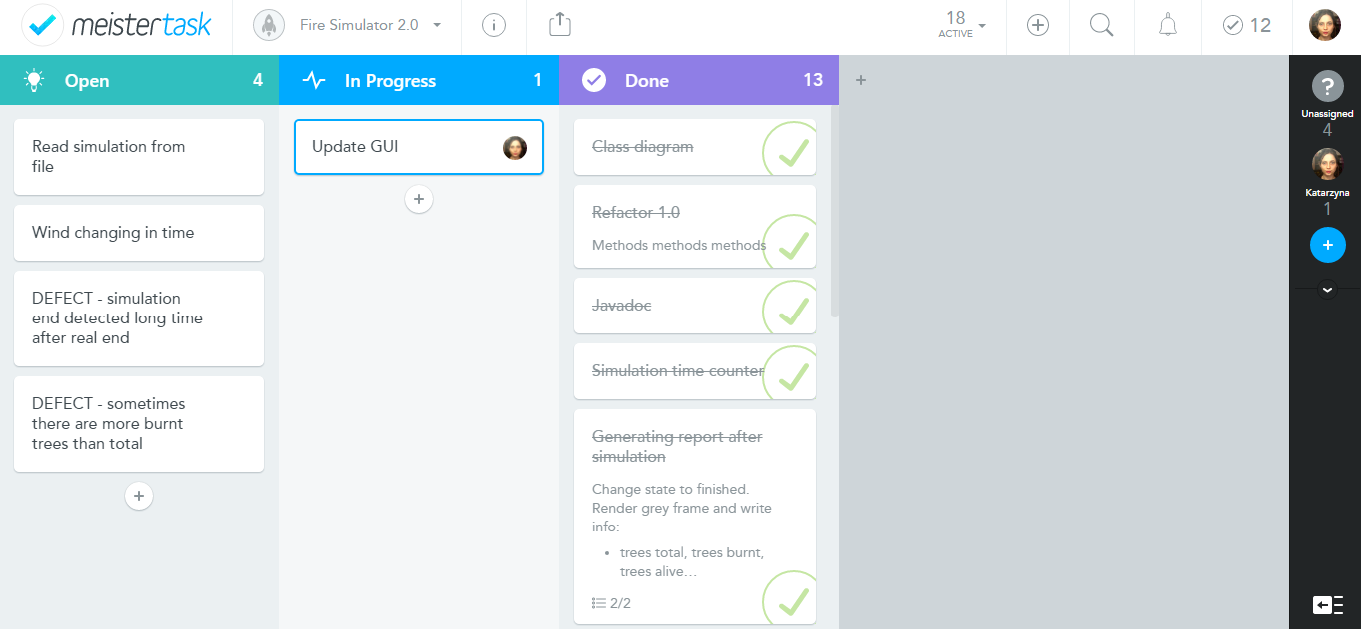 meistertask
Fire Simulator 2.0
18
ACTIVE
12
Open 4
In Progress 1
Done 13
Read simulation from
file
Wind changing in time
DEFECT - simulation
end detected long time
after real end
DEFECT - sometimes
there are more burnt
trees than total
Update GUI
Class diagram
Refactor 1.0
Methods methods methods
Javadoc
Simulation time counter
Generating report after
simulation
Change state to finished.
Render grey frame and write
info:
• trees total, trees burnt,
trees alive…
2/2
Unassigned
4
Katarzyna
1